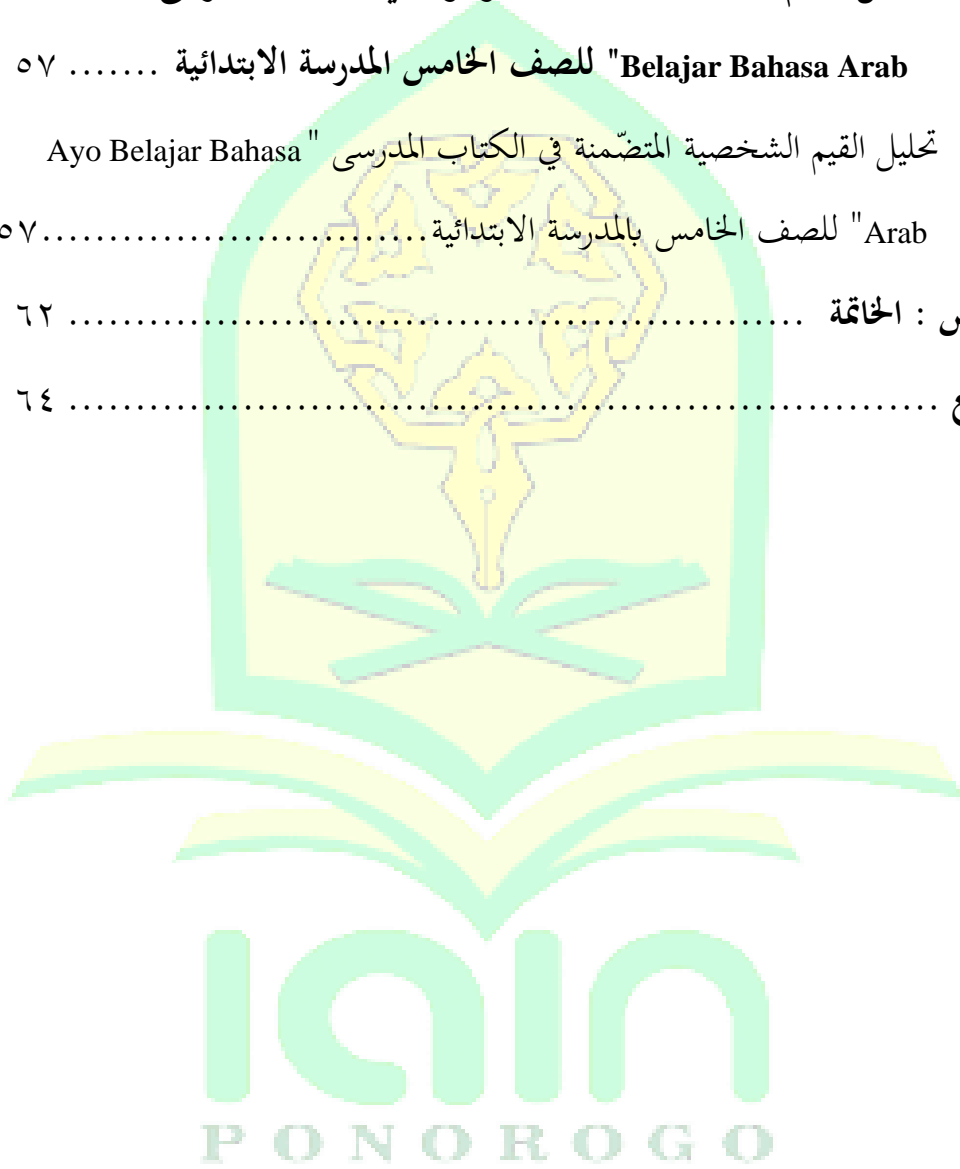 Belajar Bahasa Arab" للصف الخامس المدرسة الابتدائية ....... ٥٧
تحليل القيم الشخصية المتضّمنة في الكتاب المدرسى " Ayo Belajar Bahasa
Arab" للصف الخامس بالمدرسة الابتدائية.............................٥٧
: الخاتمة ....................................................... ٦٢
................................................................. ٦٤
iain
PONOROGO